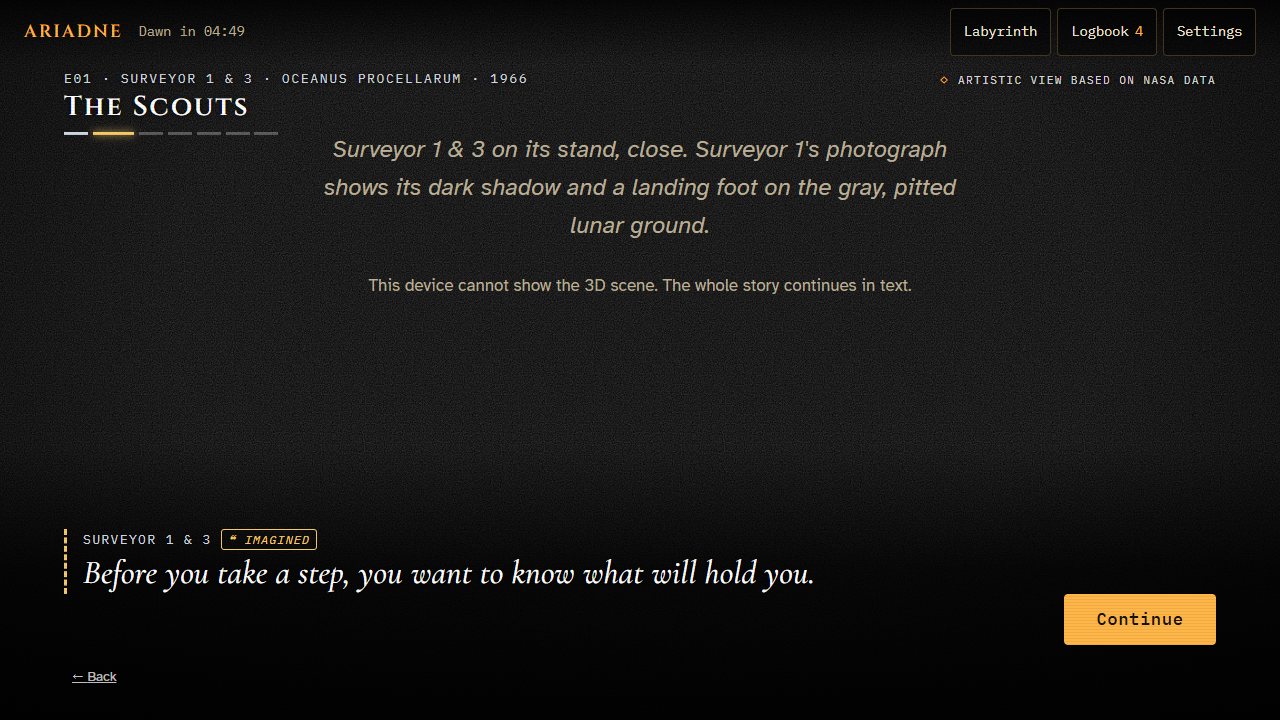 ARIADNE Dawn in 04:49 Labyrinth Logbook 4 Settings
E01 · SURVEYOR 1 & 3 · OCEANUS PROCELLARUM · 1966
◇ ARTISTIC VIEW BASED ON NASA DATA
The Scouts
Surveyor 1 & 3 on its stand, close. Surveyor 1's photograph
shows its dark shadow and a landing foot on the gray, pitted
lunar ground.
This device cannot show the 3D scene. The whole story continues in text.
SURVEYOR 1 & 3 ❝ IMAGINED
Before you take a step, you want to know what will hold you.
Continue
← Back